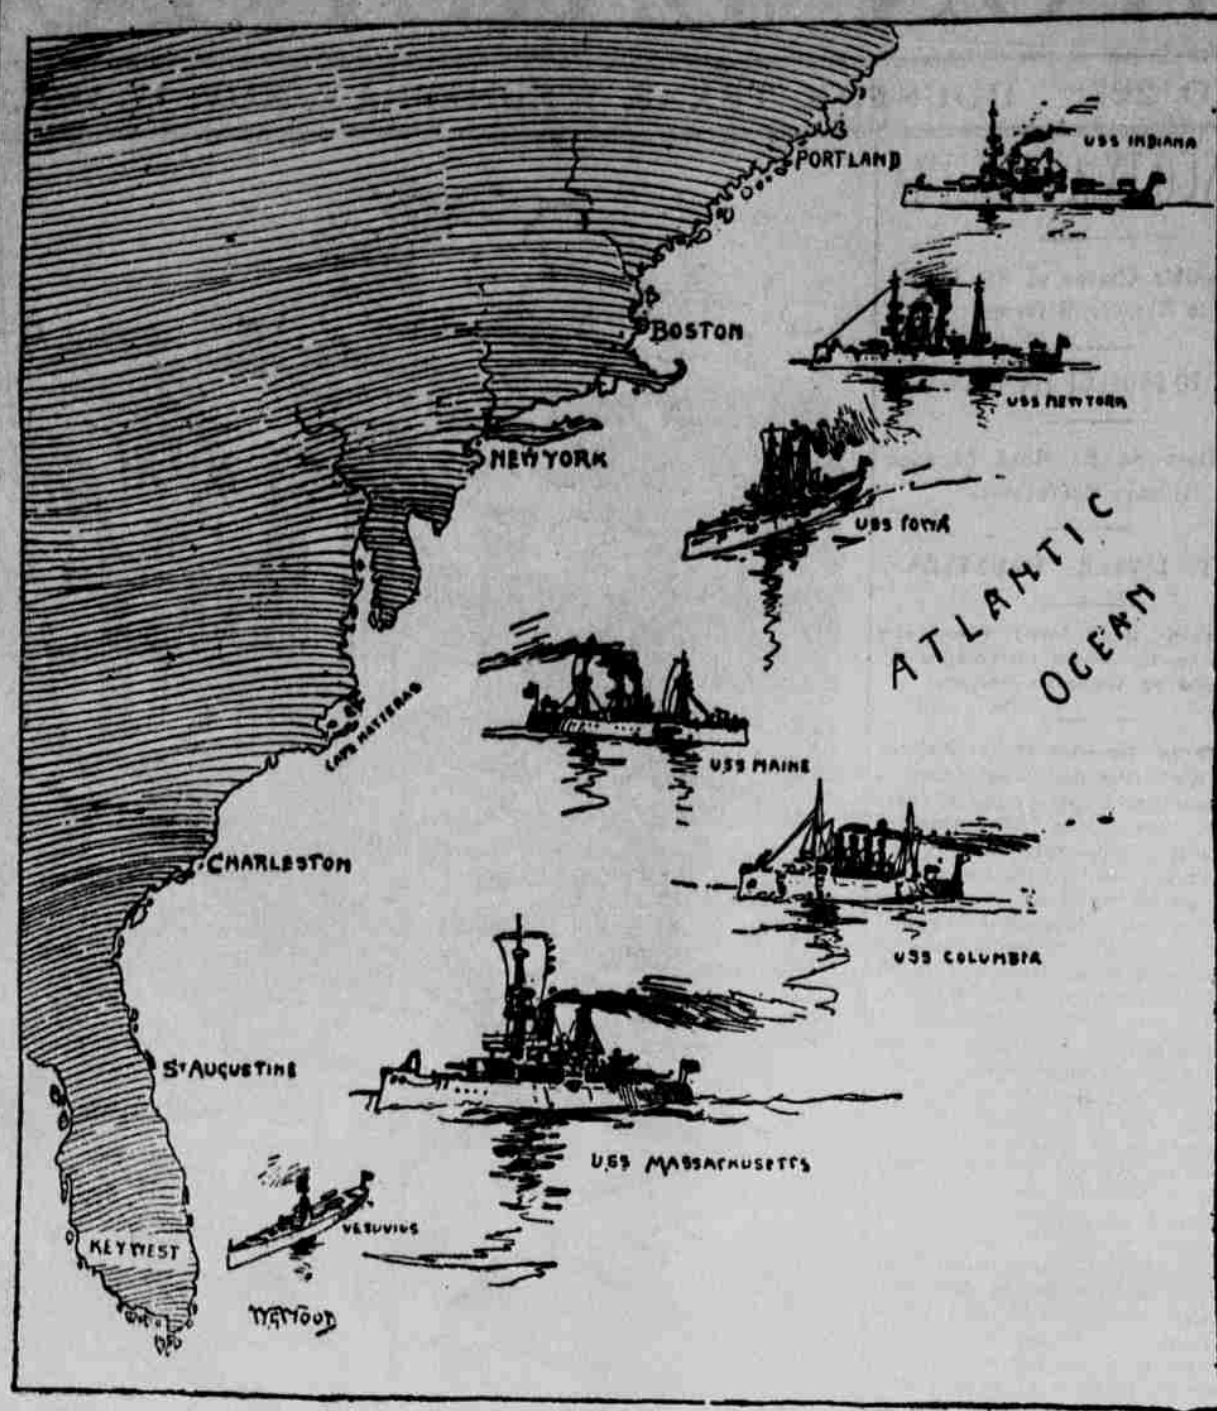 USS INDIANA
PORTLAND
BOSTON
USS NEW YORK
NEW YORK
USS IOWA
ATLANTIC
OCEAN
CAPE HATTERAS
USS MAINE
CHARLESTON
USS COLUMBIA
ST AUGUSTINE
USS MASSACHUSETTS
VESUVIUS
KEY WEST